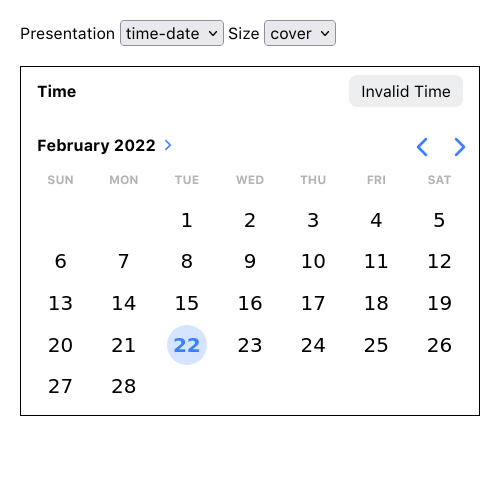 Presentation time-date Size cover
Time Invalid Time
February 2022
SUN MON TUE WED THU FRI SAT
1 2 3 4 5
6 7 8 9 10 11 12
13 14 15 16 17 18 19
20 21 22 23 24 25 26
27 28